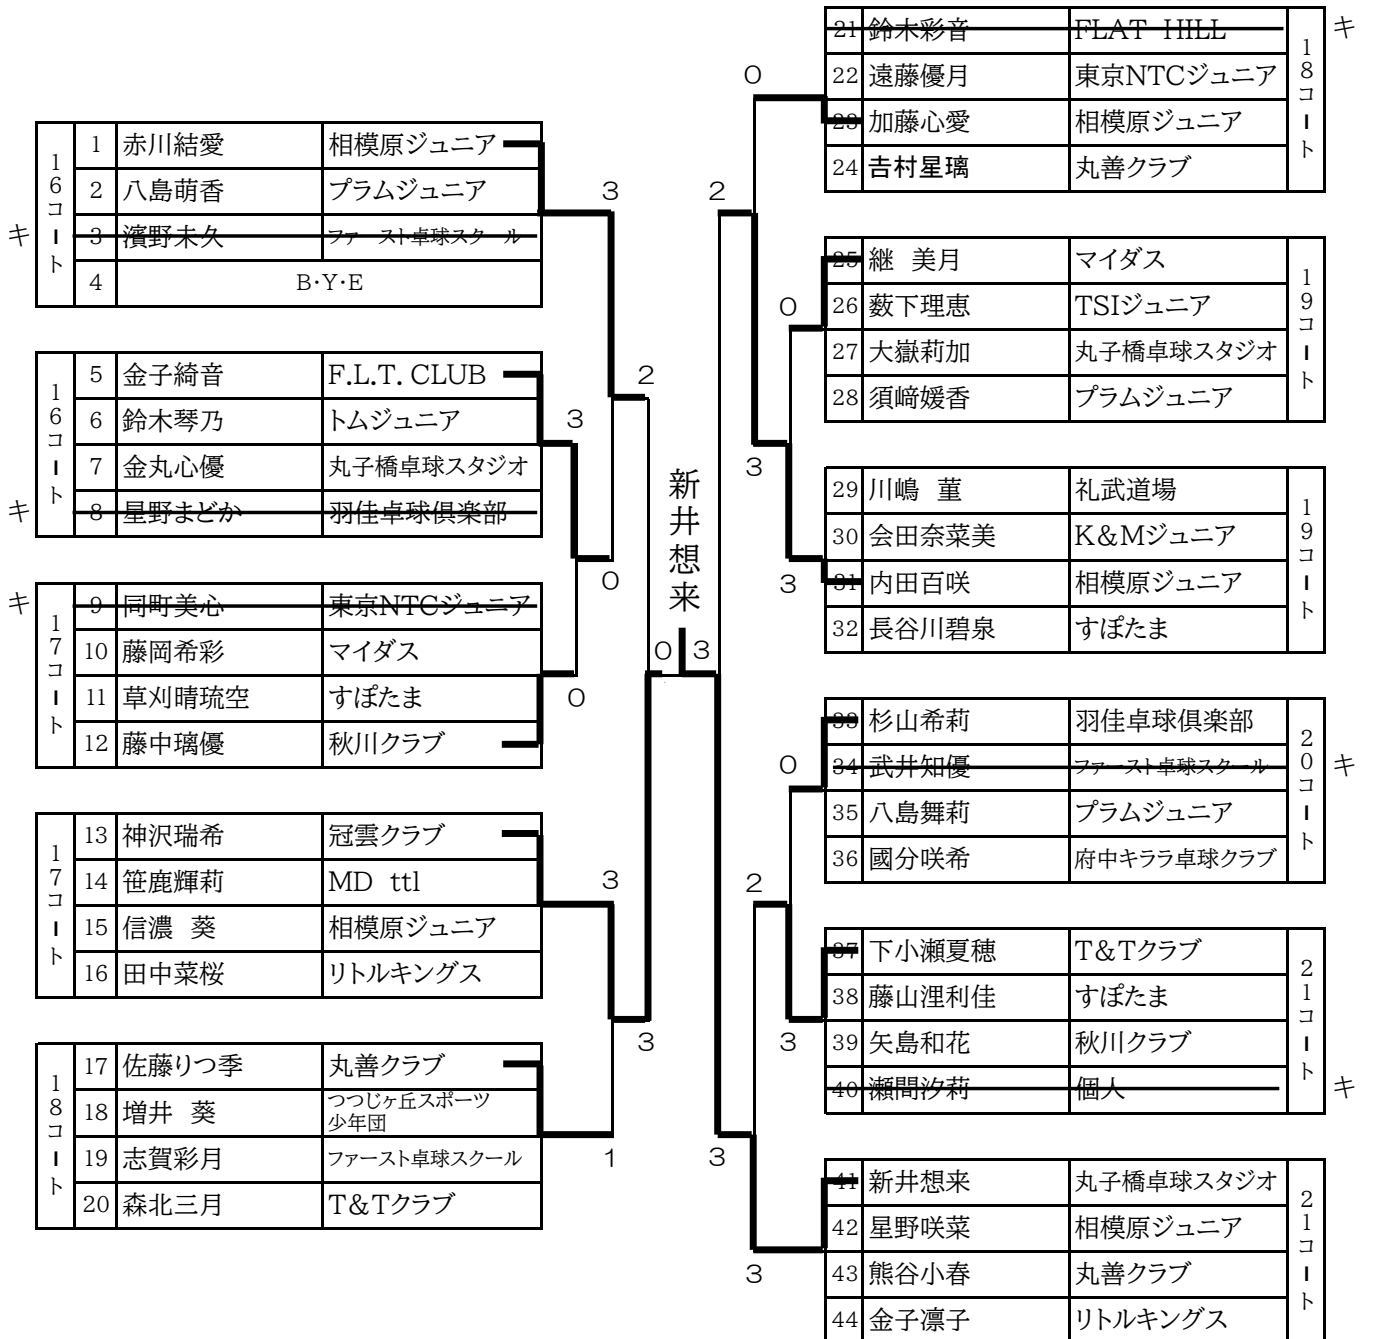 16コート
1 赤川結愛 相模原ジュニア
2 八島萌香 プラムジュニア
キ 3 濱野未久 ファースト卓球スクール
4 B·Y·E
3
16コート
5 金子綺音 F.L.T. CLUB
6 鈴木琴乃 トムジュニア
7 金丸心優 丸子橋卓球スタジオ
キ 8 星野まどか 羽佳卓球倶楽部
3
2
0
17コート
キ 9 同町美心 東京NTCジュニア
10 藤岡希彩 マイダス
11 草刈晴琉空 すぽたま
12 藤中璃優 秋川クラブ
0
17コート
13 神沢瑞希 冠雲クラブ
14 笹鹿輝莉 MD ttl
15 信濃 葵 相模原ジュニア
16 田中菜桜 リトルキングス
3
3
18コート
17 佐藤りつ季 丸善クラブ
18 増井 葵 つつじヶ丘スポーツ
少年団
19 志賀彩月 ファースト卓球スクール
20 森北三月 T&Tクラブ
1
新井想来
0 3
18コート
21 鈴木彩音 FLAT HILL キ
22 遠藤優月 東京NTCジュニア
23 加藤心愛 相模原ジュニア
24 𠮷村星璃 丸善クラブ
0
2
19コート
25 継 美月 マイダス
26 薮下理恵 TSIジュニア
27 大嶽莉加 丸子橋卓球スタジオ
28 須﨑媛香 プラムジュニア
0
3
19コート
29 川嶋 菫 礼武道場
30 会田奈菜美 K&Mジュニア
31 内田百咲 相模原ジュニア
32 長谷川碧泉 すぽたま
3
20コート
33 杉山希莉 羽佳卓球倶楽部
34 武井知優 ファースト卓球スクール キ
35 八島舞莉 プラムジュニア
36 國分咲希 府中キララ卓球クラブ
0
2
21コート
37 下小瀬夏穂 T&Tクラブ
38 藤山浬利佳 すぽたま
39 矢島和花 秋川クラブ
40 瀬間汐莉 個人 キ
3
3
21コート
41 新井想来 丸子橋卓球スタジオ
42 星野咲菜 相模原ジュニア
43 熊谷小春 丸善クラブ
44 金子凛子 リトルキングス
3